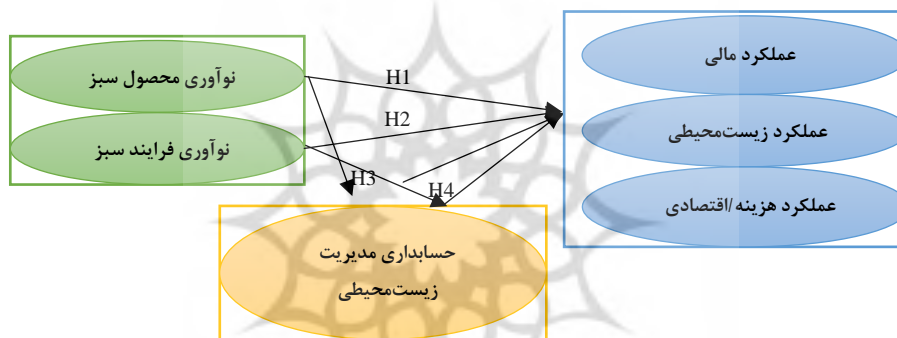 عملکرد مالی
نوآوری محصول سبز
H1
H2
عملکرد زیست‌محیطی
نوآوری فرایند سبز
H3
H4
عملکرد هزینه/اقتصادی
حسابداری مدیریت
زیست‌محیطی